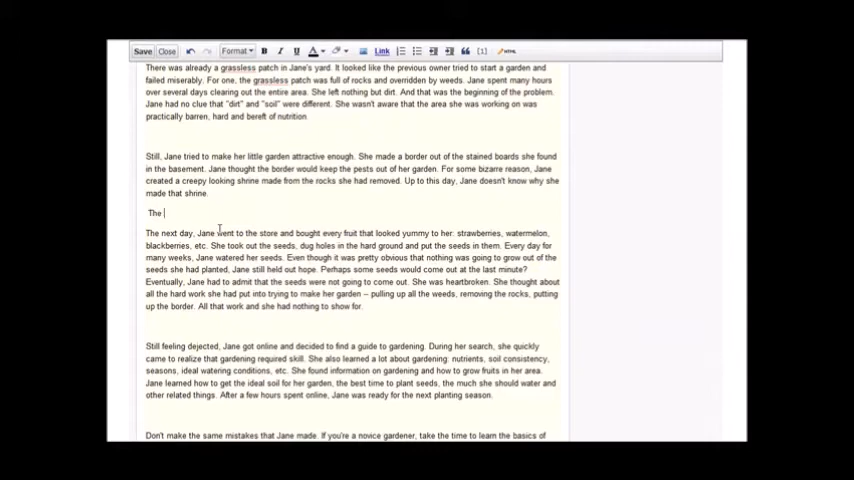 Save Close Format B I U A Link {1} HTML
There was already a grassless patch in Jane's yard. It looked like the previous owner tried to start a garden and
failed miserably. For one, the grassless patch was full of rocks and overridden by weeds. Jane spent many hours
over several days clearing out the entire area. She left nothing but dirt. And that was the beginning of the problem.
Jane had no clue that "dirt" and "soil" were different. She wasn't aware that the area she was working on was
practically barren, hard and bereft of nutrition
Still, Jane tried to make her little garden attractive enough. She made a border out of the stained boards she found
in the basement. Jane thought the border would keep the pests out of her garden. For some bizarre reason, Jane
created a creepy looking shrine made from the rocks she had removed. Up to this day, Jane doesn't know why she
made that shrine.
The
The next day, Jane went to the store and bought every fruit that looked yummy to her: strawberries, watermelon,
blackberries, etc. She took out the seeds, dug holes in the hard ground and put the seeds in them. Every day for
many weeks, Jane watered her seeds. Even though it was pretty obvious that nothing was going to grow out of the
seeds she had planted, Jane still held out hope. Perhaps some seeds would come out at the last minute?
Eventually, Jane had to admit that the seeds were not going to come out. She was heartbroken. She thought about
all the hard work she had put into trying to make her garden -- pulling up all the weeds, removing the rocks, putting
up the border. All that work and she had nothing to show for.
Still feeling dejected, Jane got online and decided to find a guide to gardening. During her search, she quickly
came to realize that gardening required skill. She also learned a lot about gardening: nutrients, soil consistency,
seasons, ideal watering conditions, etc. She found information on gardening and how to grow fruits in her area.
Jane learned how to get the ideal soil for her garden, the best time to plant seeds, the much she should water and
other related things. After a few hours spent online, Jane was ready for the next planting season.
Don't make the same mistakes that Jane made. If you're a novice gardener, take the time to learn the basics of